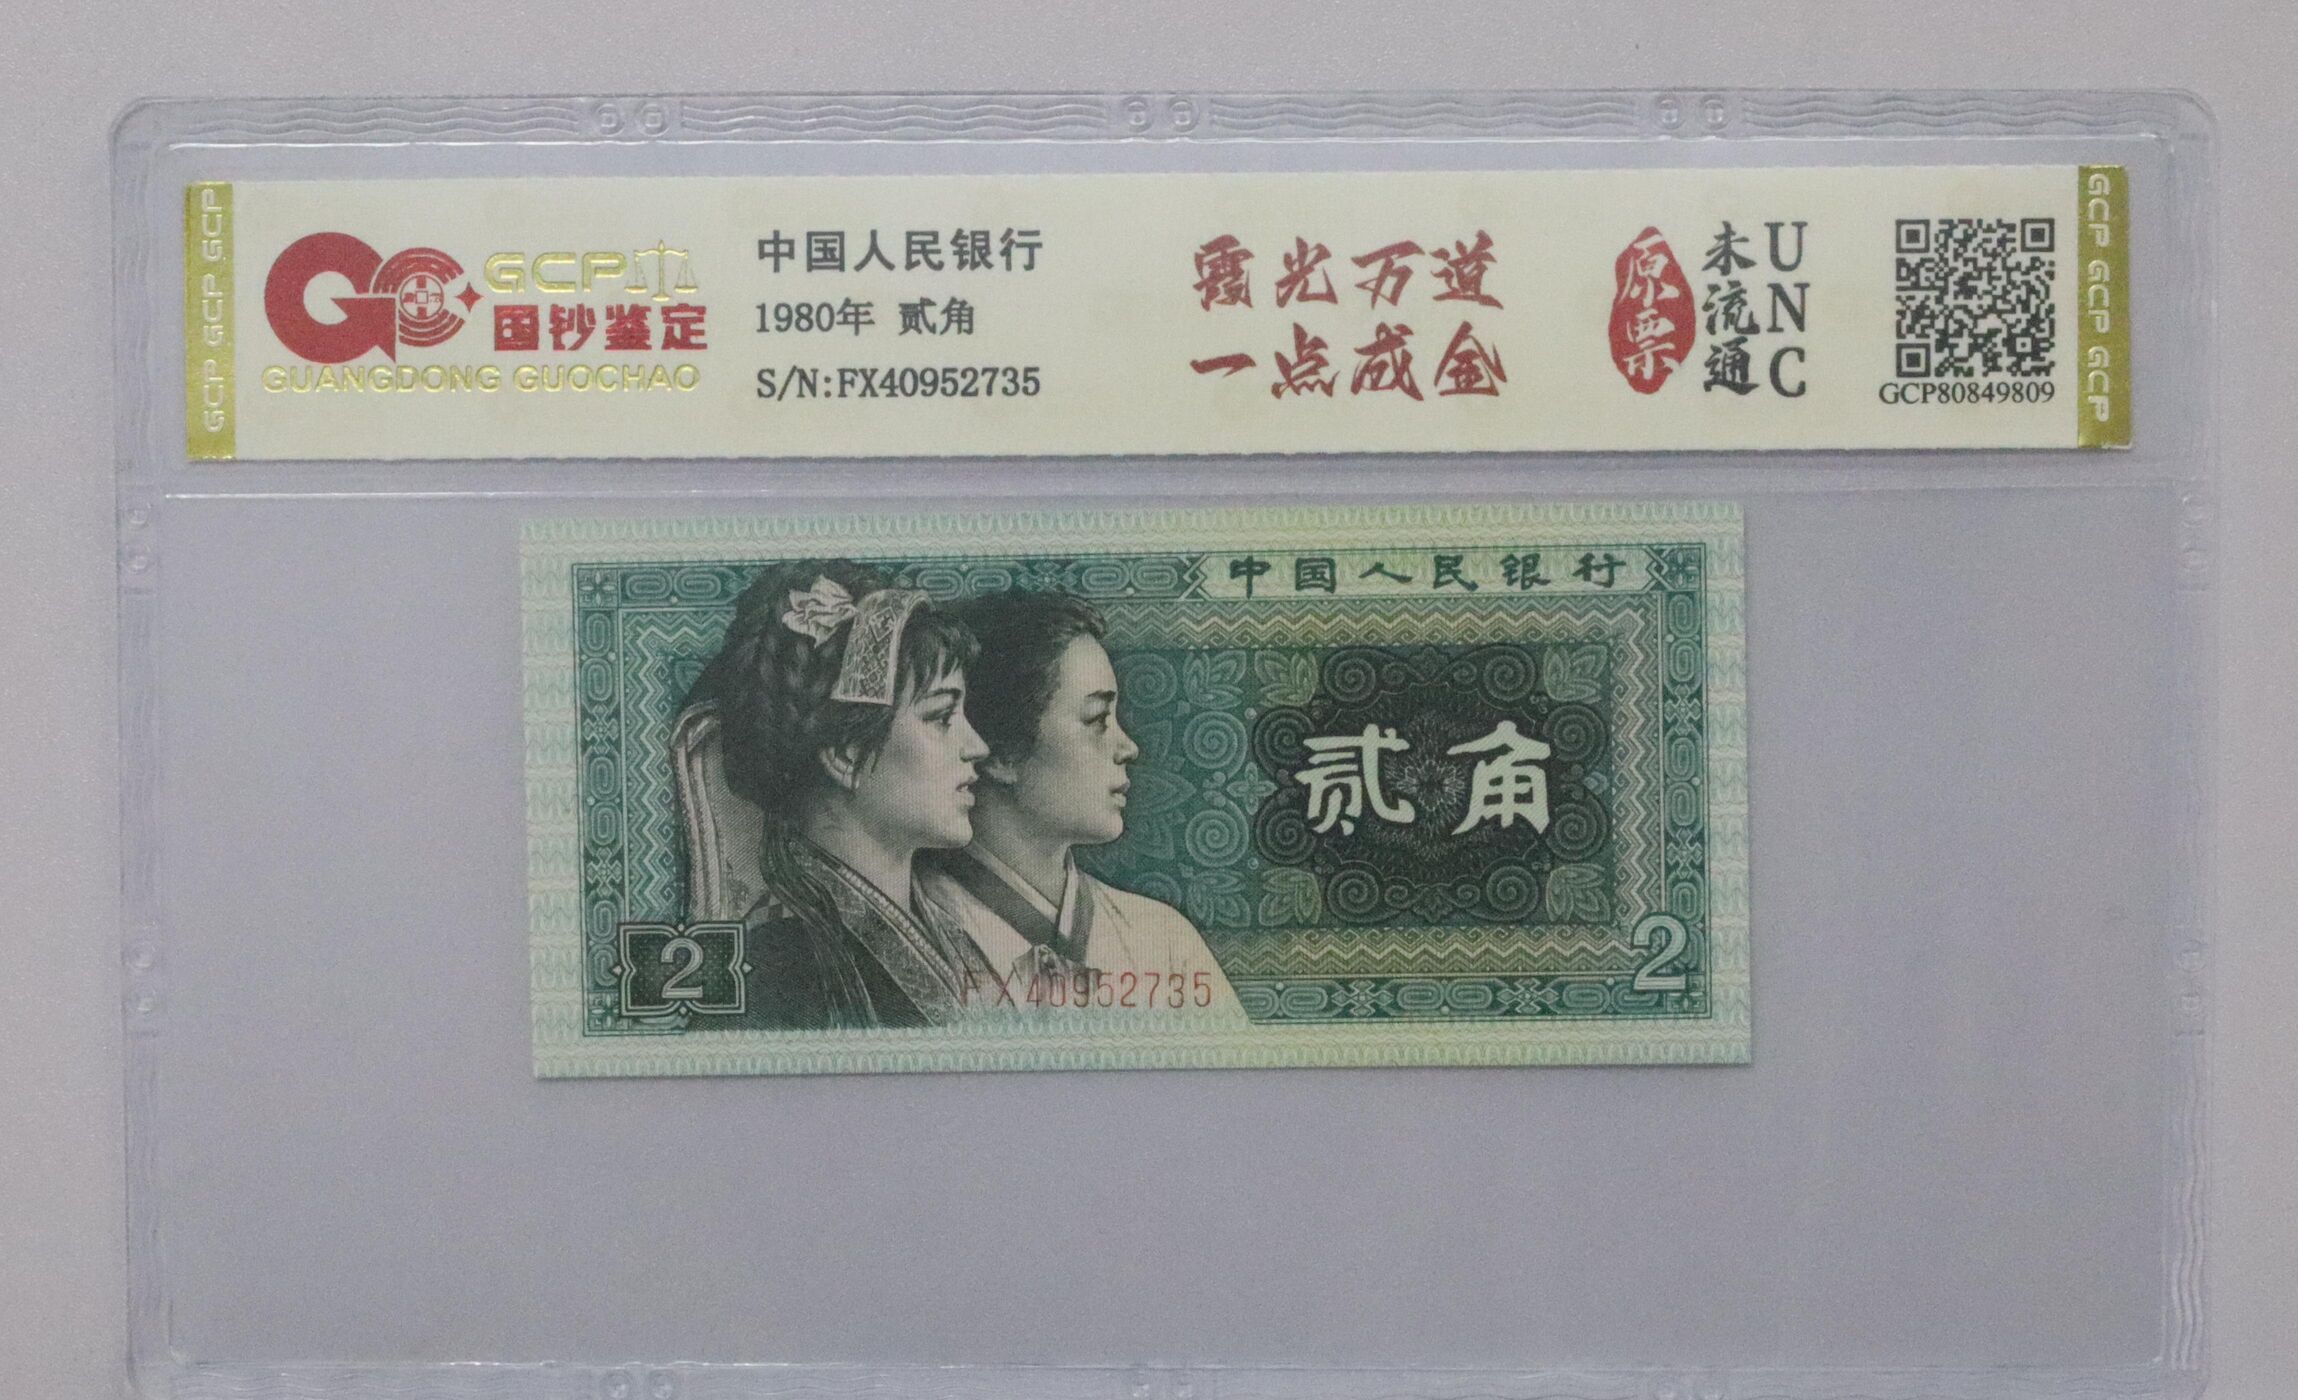 GCP GCP GCP
GCP
国钞鉴定
GUANGDONG GUOCHAO
中国人民银行
1980年 贰角
S/N:FX40952735
霞光万道
一点成金
原票
未流通
UNC
GCP80849809
GCP GCP GCP
中国人民银行
贰角
2
2
FX40952735